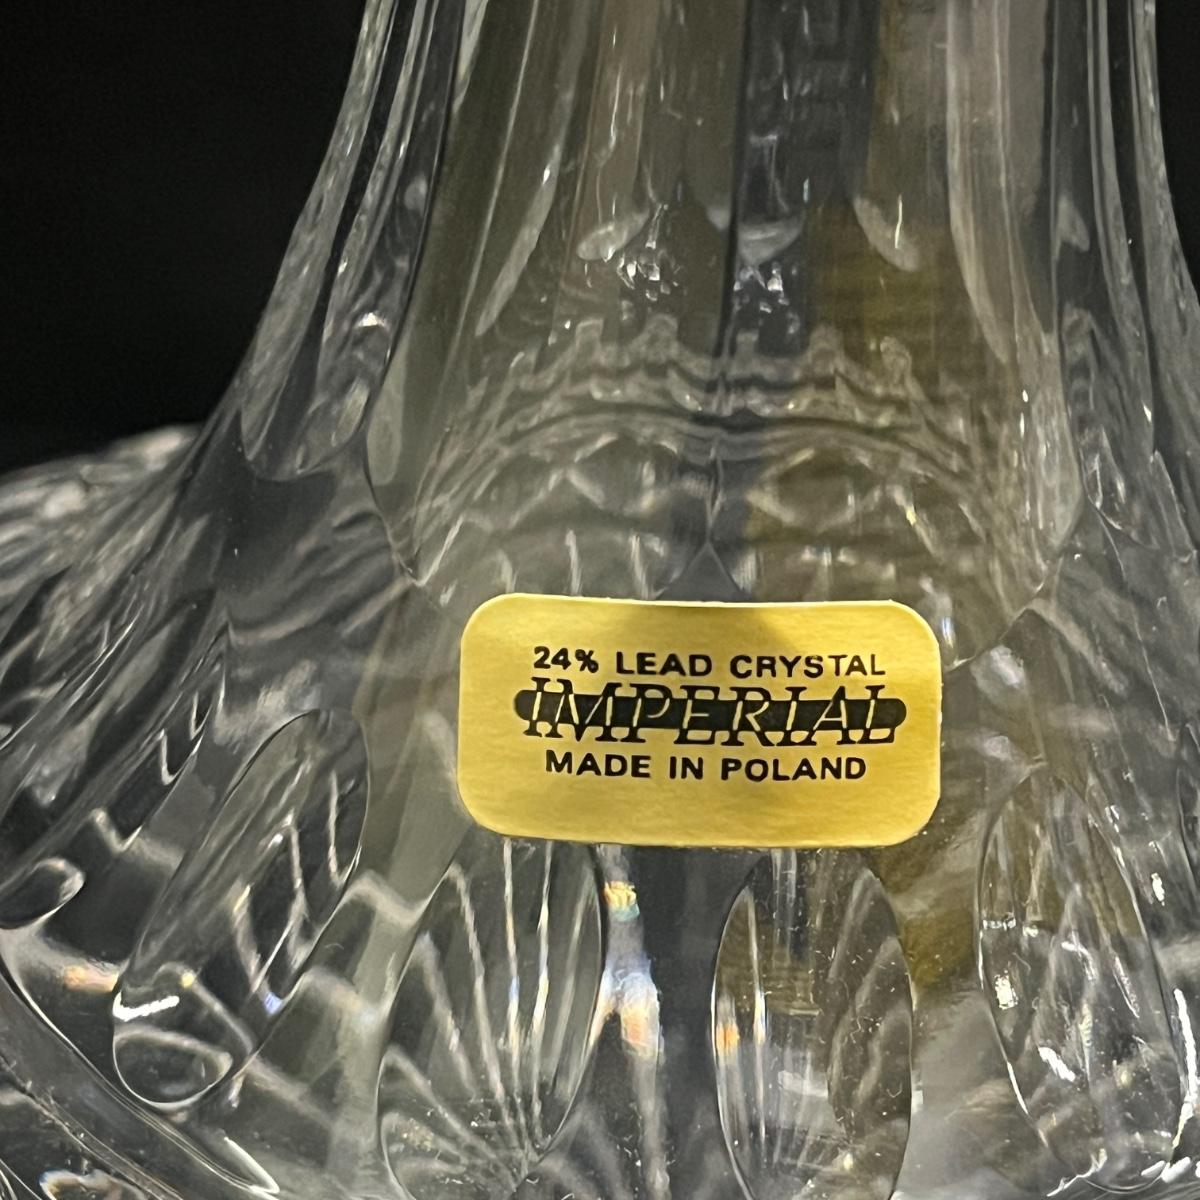 24% LEAD CRYSTAL
IMPERIAL
MADE IN POLAND